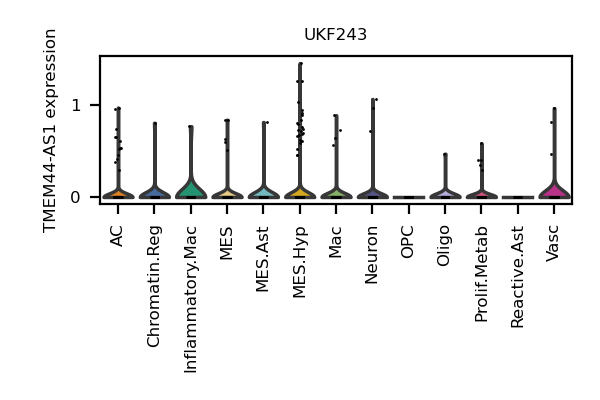 UKF243
TMEM44-AS1 expression
1
0
AC
Chromatin.Reg
Inflammatory.Mac
MES
MES.Ast
MES.Hyp
Mac
Neuron
OPC
Oligo
Prolif.Metab
Reactive.Ast
Vasc